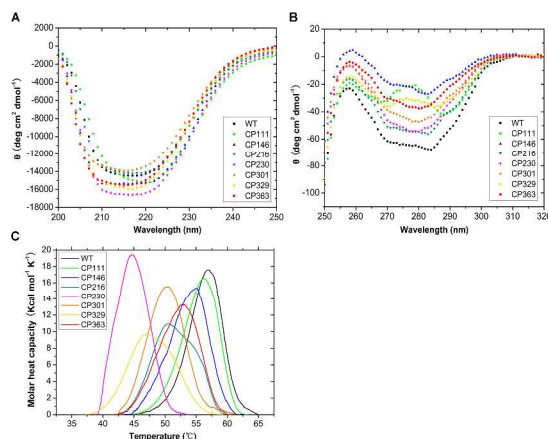 A
2000
0
-2000
-4000
-6000
-8000
-10000
-12000
-14000
-16000
-18000
θ (deg cm² dmol⁻¹)
WT
CP111
CP146
CP216
CP230
CP301
CP329
CP363
200 210 220 230 240 250
Wavelength (nm)
B
20
0
-20
-40
-60
-80
-100
θ (deg cm² dmol⁻¹)
WT
CP111
CP146
CP216
CP230
CP301
CP329
CP363
250 260 270 280 290 300 310 320
Wavelength (nm)
C
20
18
16
14
12
10
8
6
4
2
0
Molar heat capacity (Kcal mol⁻¹ K⁻¹)
WT
CP111
CP146
CP216
CP230
CP301
CP329
CP363
35 40 45 50 55 60 65 70
Temperature (℃)